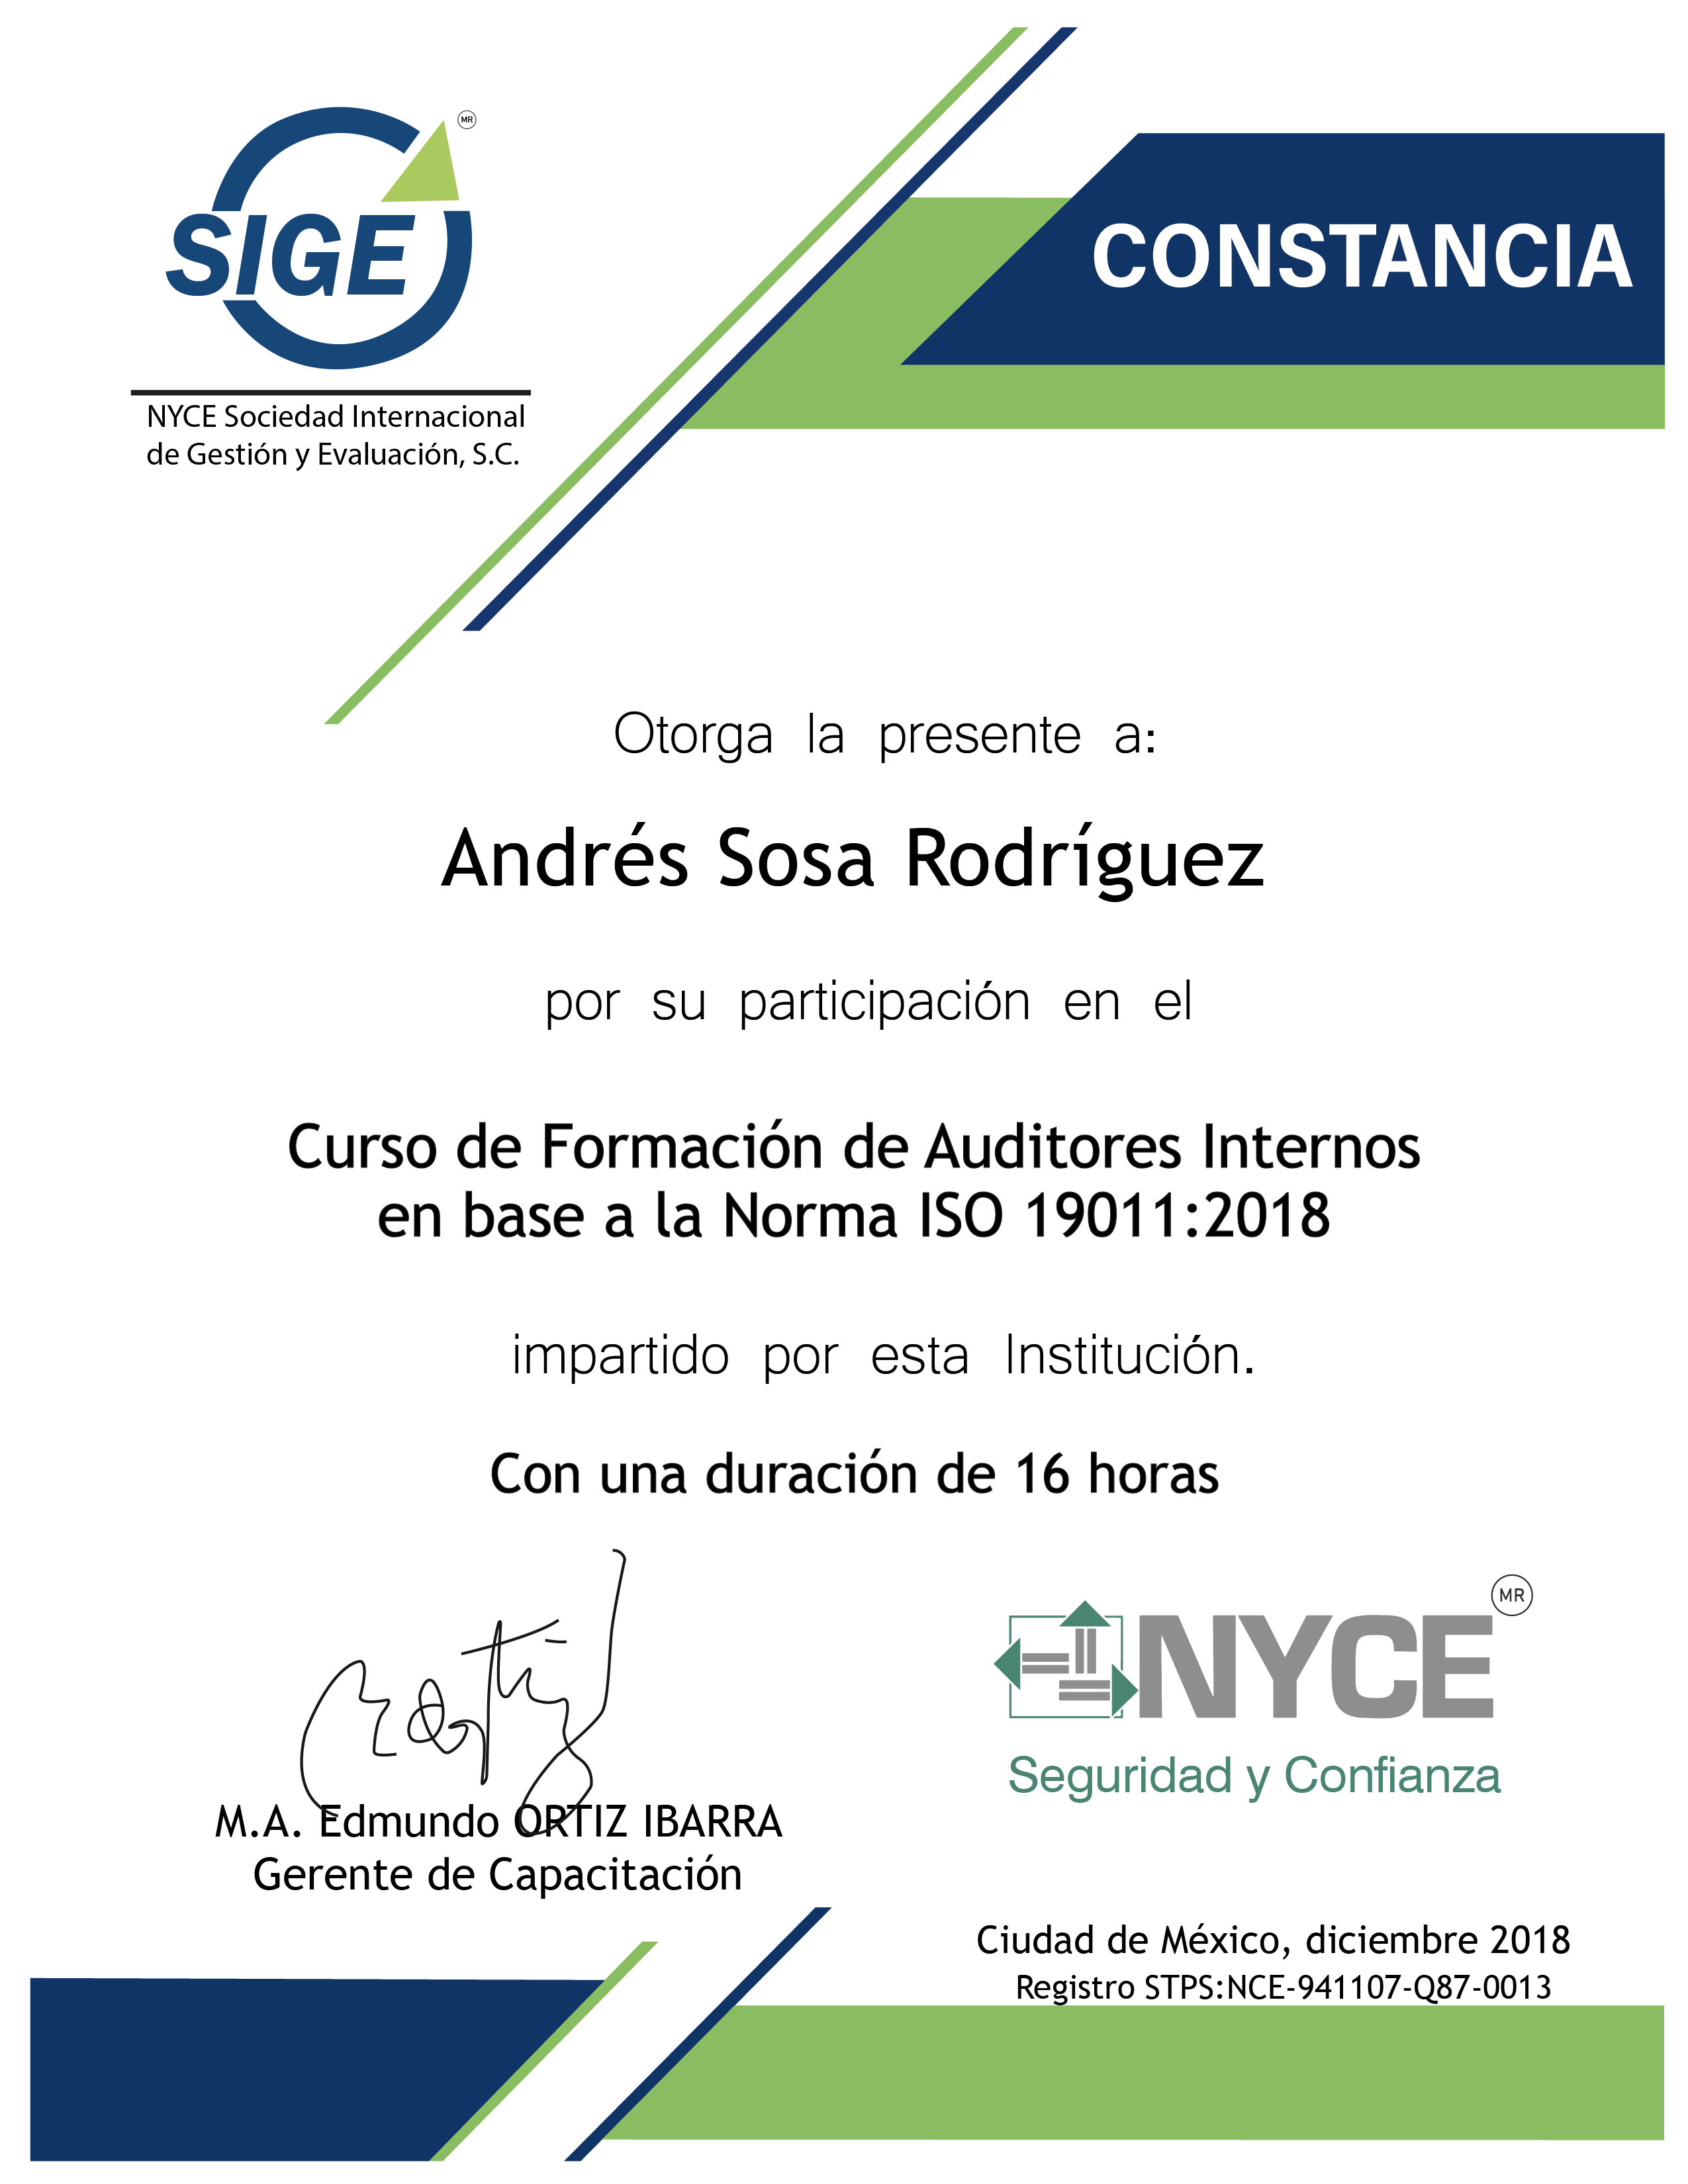 MR
SIGE
NYCE Sociedad Internacional
de Gestión y Evaluación, S.C.
CONSTANCIA
Otorga la presente a:
Andrés Sosa Rodríguez
por su participación en el
Curso de Formación de Auditores Internos
en base a la Norma ISO 19011:2018
impartido por esta Institución.
Con una duración de 16 horas
M.A. Edmundo ORTIZ IBARRA
Gerente de Capacitación
MR
NYCE
Seguridad y Confianza
Ciudad de México, diciembre 2018
Registro STPS:NCE-941107-Q87-0013